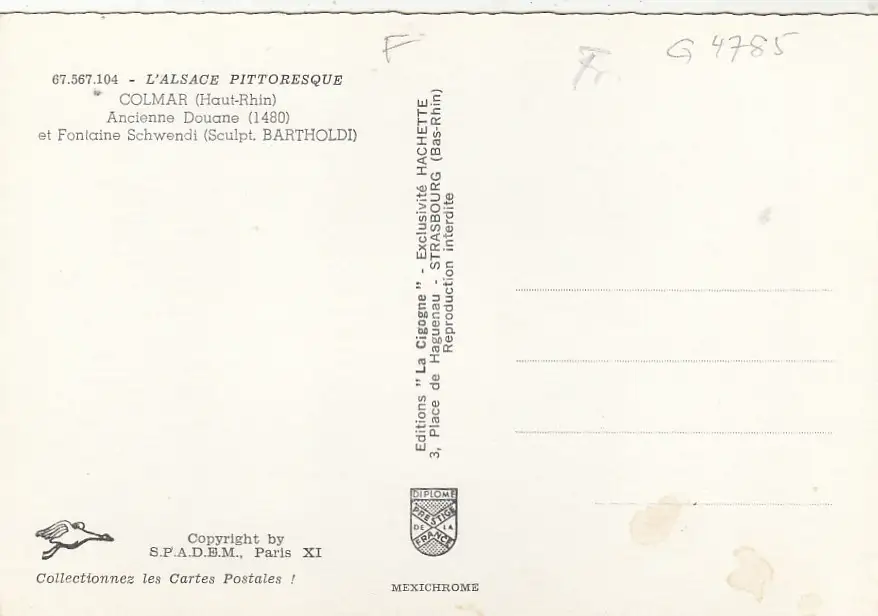 F
Fr.
G 4785
67.567.104 - L'ALSACE PITTORESQUE
COLMAR (Haut-Rhin)
Ancienne Douane (1480)
et Fontaine Schwendi (Sculpt. BARTHOLDI)
Editions "La Cigogne" - Exclusivité HACHETTE
3, Place de Haguenau - STRASBOURG (Bas-Rhin)
Reproduction interdite
DIPLOME
PRESTIGE
DE LA
FRANCE
Copyright by
S.P.A.D.E.M., Paris XI
Collectionnez les Cartes Postales !
MEXICHROME